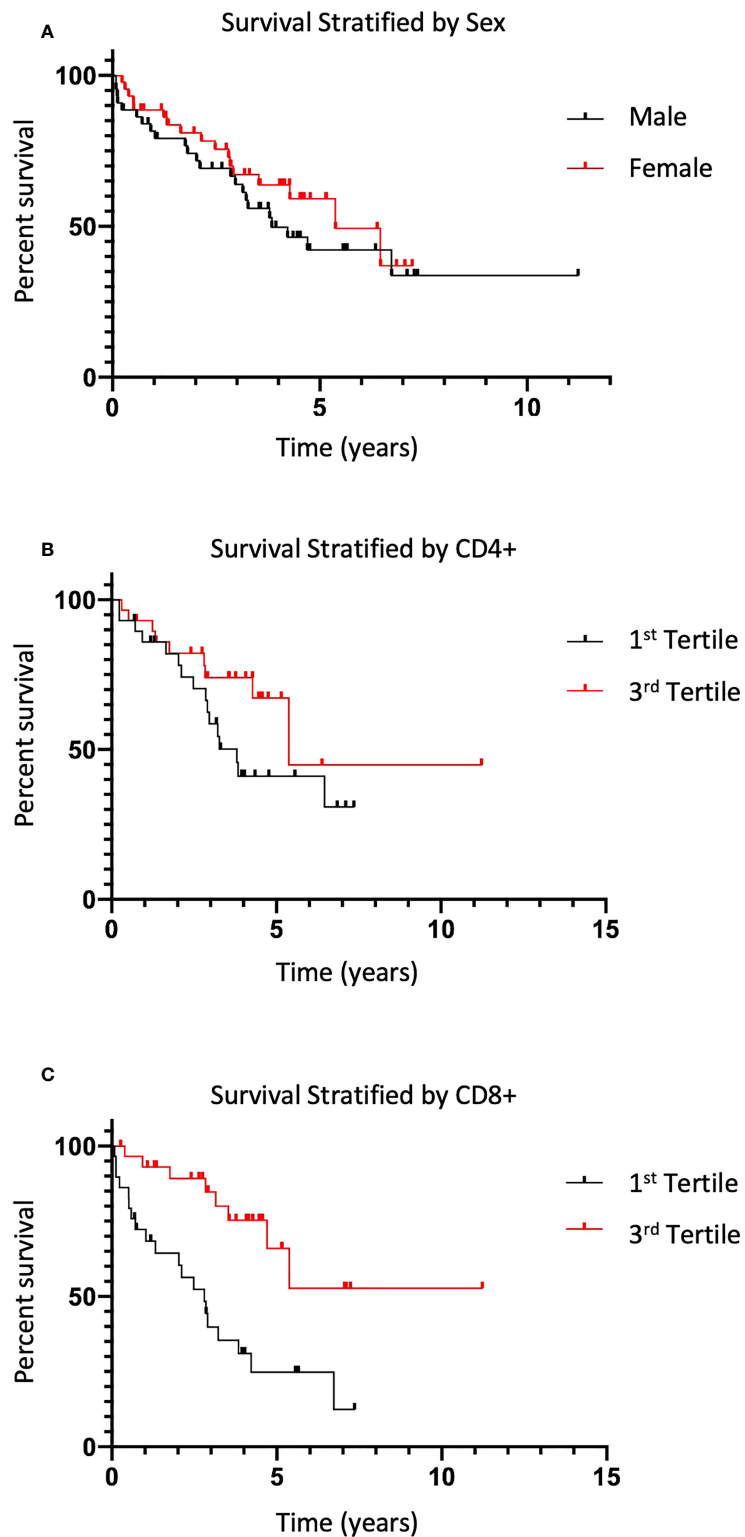 A
Survival Stratified by Sex
100
50
0
Percent survival
0 5 10
Time (years)
Male
Female
B
Survival Stratified by CD4+
100
50
0
Percent survival
0 5 10 15
Time (years)
1st Tertile
3rd Tertile
C
Survival Stratified by CD8+
100
50
0
Percent survival
0 5 10 15
Time (years)
1st Tertile
3rd Tertile